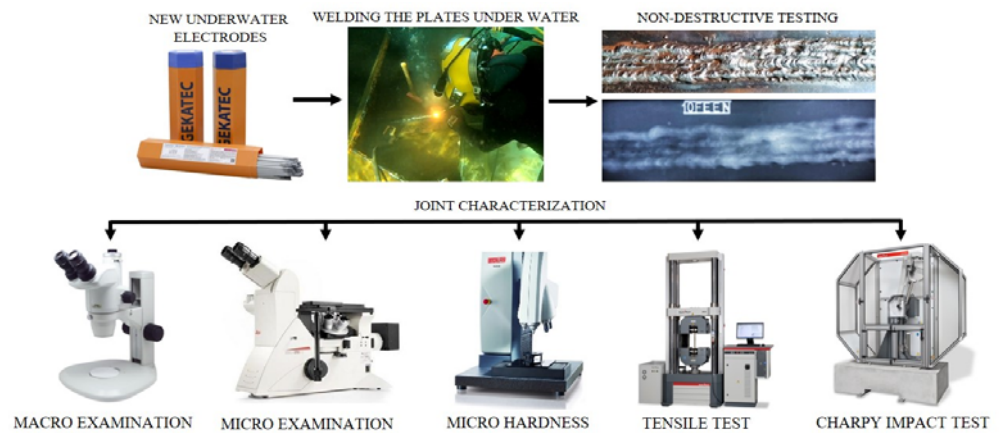 NEW UNDERWATER
ELECTRODES
WELDING THE PLATES UNDER WATER
NON-DESTRUCTIVE TESTING
GEKATEC
GEKATEC
10FEEN
JOINT CHARACTERIZATION
MACRO EXAMINATION
MICRO EXAMINATION
MICRO HARDNESS
TENSILE TEST
CHARPY IMPACT TEST